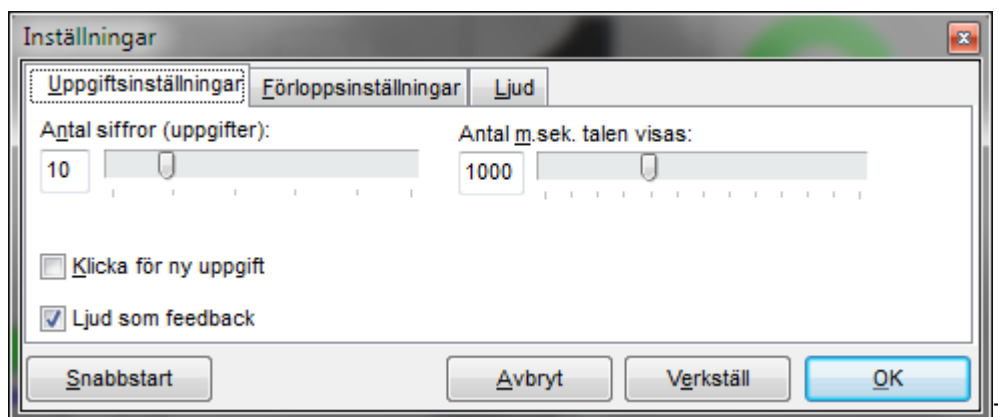 Inställningar
Uppgiftsinställningar Förloppsinställningar Ljud
Antal siffror (uppgifter): Antal m.sek. talen visas:
10 1000
Klicka för ny uppgift
Ljud som feedback
Snabbstart Avbryt Verkställ OK